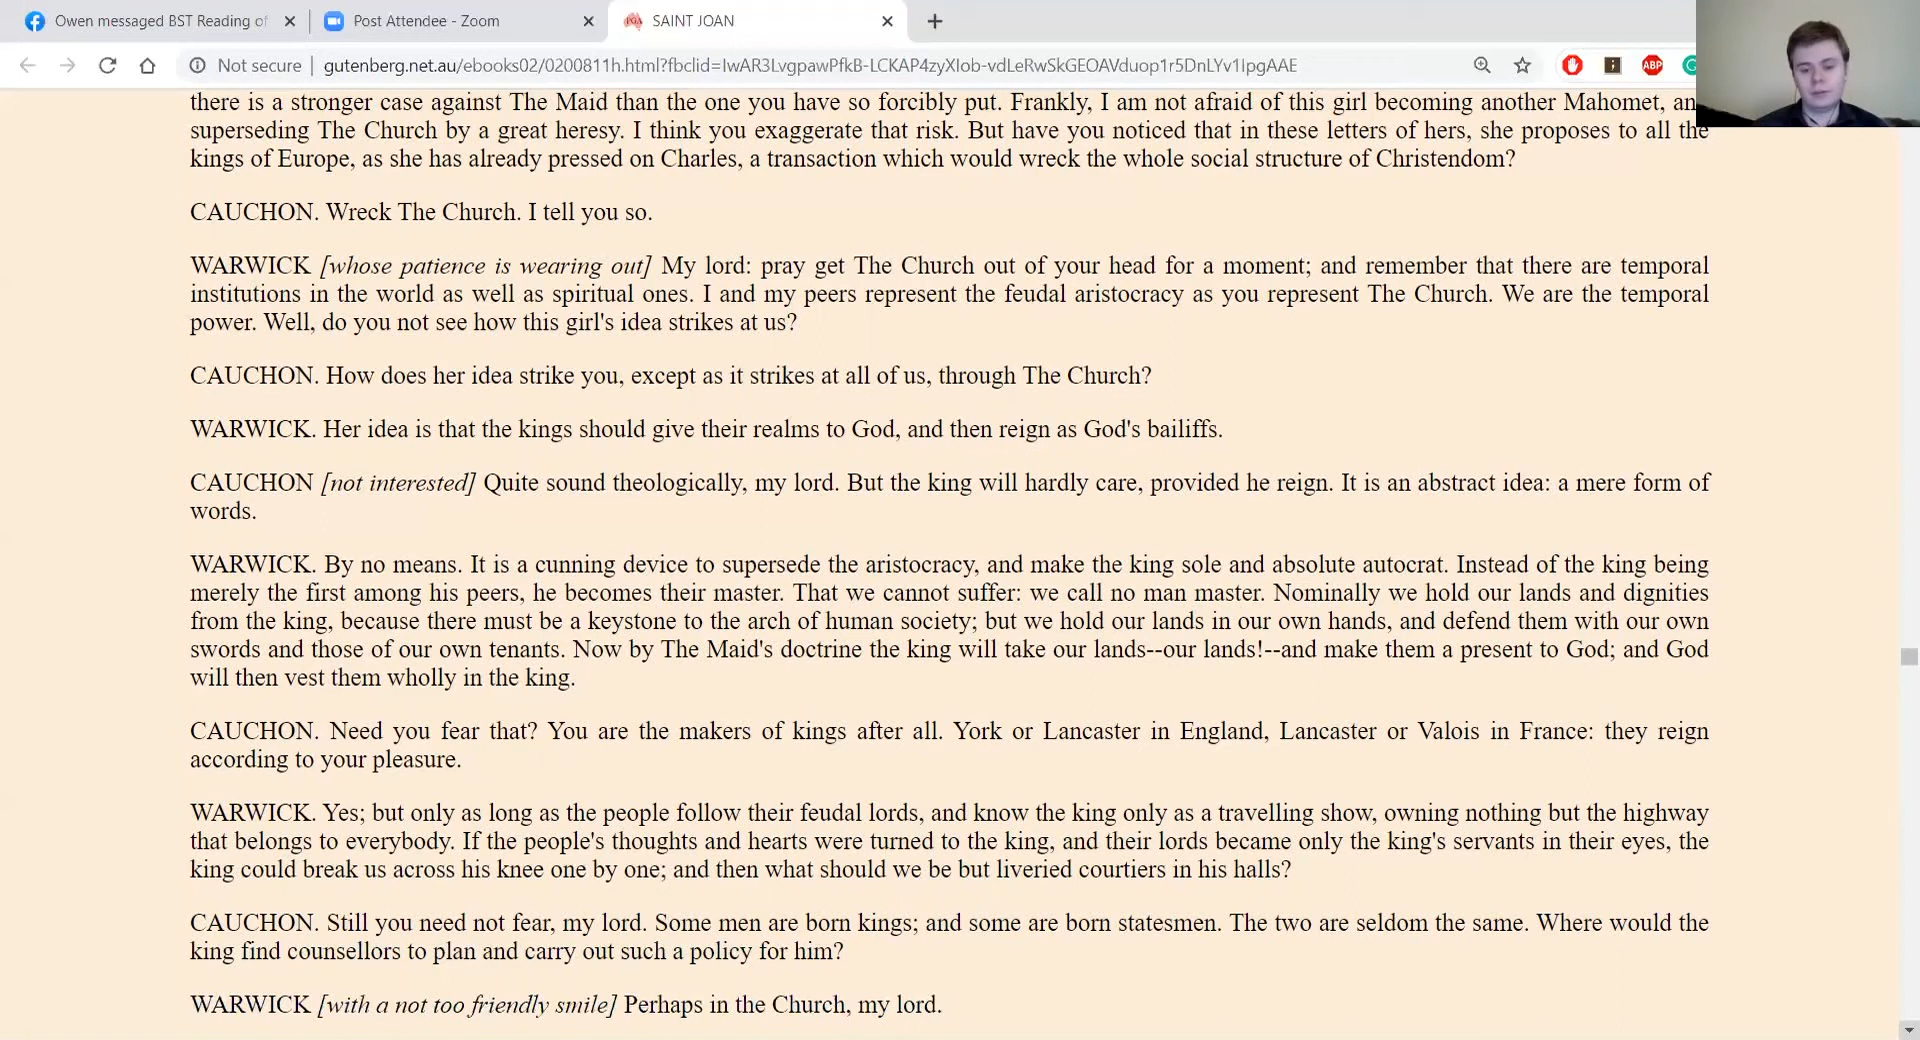 Owen messaged BST Reading of
Post Attendee - Zoom
SAINT JOAN
Not secure
gutenberg.net.au/ebooks02/0200811h.html?fbclid=IwAR3LvgpawPfkB-LCKAP4zyXIob-vdLeRwSkGEOAVduop1r5DnLYv1IpgAAE
ABP
there is a stronger case against The Maid than the one you have so forcibly put. Frankly, I am not afraid of this girl becoming another Mahomet, an
superseding The Church by a great heresy. I think you exaggerate that risk. But have you noticed that in these letters of hers, she proposes to all the
kings of Europe, as she has already pressed on Charles, a transaction which would wreck the whole social structure of Christendom?
CAUCHON. Wreck The Church. I tell you so.
WARWICK [whose patience is wearing out] My lord: pray get The Church out of your head for a moment; and remember that there are temporal
institutions in the world as well as spiritual ones. I and my peers represent the feudal aristocracy as you represent The Church. We are the temporal
power. Well, do you not see how this girl's idea strikes at us?
CAUCHON. How does her idea strike you, except as it strikes at all of us, through The Church?
WARWICK. Her idea is that the kings should give their realms to God, and then reign as God's bailiffs.
CAUCHON [not interested] Quite sound theologically, my lord. But the king will hardly care, provided he reign. It is an abstract idea: a mere form of
words.
WARWICK. By no means. It is a cunning device to supersede the aristocracy, and make the king sole and absolute autocrat. Instead of the king being
merely the first among his peers, he becomes their master. That we cannot suffer: we call no man master. Nominally we hold our lands and dignities
from the king, because there must be a keystone to the arch of human society; but we hold our lands in our own hands, and defend them with our own
swords and those of our own tenants. Now by The Maid's doctrine the king will take our lands--our lands!--and make them a present to God; and God
will then vest them wholly in the king.
CAUCHON. Need you fear that? You are the makers of kings after all. York or Lancaster in England, Lancaster or Valois in France: they reign
according to your pleasure.
WARWICK. Yes; but only as long as the people follow their feudal lords, and know the king only as a travelling show, owning nothing but the highway
that belongs to everybody. If the people's thoughts and hearts were turned to the king, and their lords became only the king's servants in their eyes, the
king could break us across his knee one by one; and then what should we be but liveried courtiers in his halls?
CAUCHON. Still you need not fear, my lord. Some men are born kings; and some are born statesmen. The two are seldom the same. Where would the
king find counsellors to plan and carry out such a policy for him?
WARWICK [with a not too friendly smile] Perhaps in the Church, my lord.